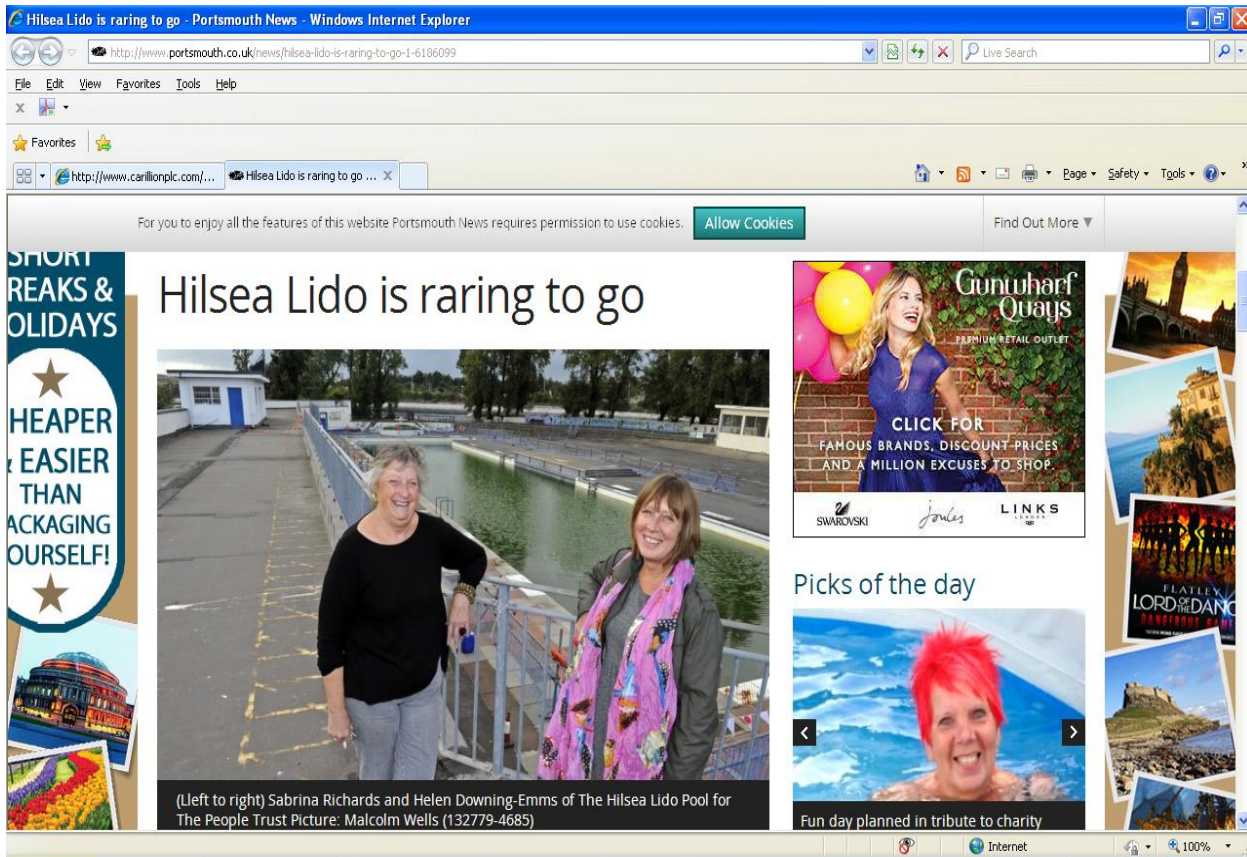 Hilsea Lido is raring to go - Portsmouth News - Windows Internet Explorer
http://www.portsmouth.co.uk/news/hilsea-lido-is-raring-to-go-1-6186099
Live Search
File Edit View Favorites Tools Help
X
Favorites
http://www.carillionplc.com/... Hilsea Lido is raring to go ... X
Page Safety Tools
For you to enjoy all the features of this website Portsmouth News requires permission to use cookies. Allow Cookies Find Out More
SHORT
REAKS &
OLIDAYS
HEAPER
& EASIER
THAN
ACKAGING
OURSELF!
Hilsea Lido is raring to go
(Lleft to right) Sabrina Richards and Helen Downing-Emms of The Hilsea Lido Pool for
The People Trust Picture: Malcolm Wells (132779-4685)
Gunwharf
Quays
PREMIUM RETAIL OUTLET
CLICK FOR
FAMOUS BRANDS, DISCOUNT PRICES
AND A MILLION EXCUSES TO SHOP.
SWAROVSKI Joules LINKS
LONDON
Picks of the day
Fun day planned in tribute to charity
FLATLEY
LORD OF THE DANC
DANGEROUS GAM
Internet 100%